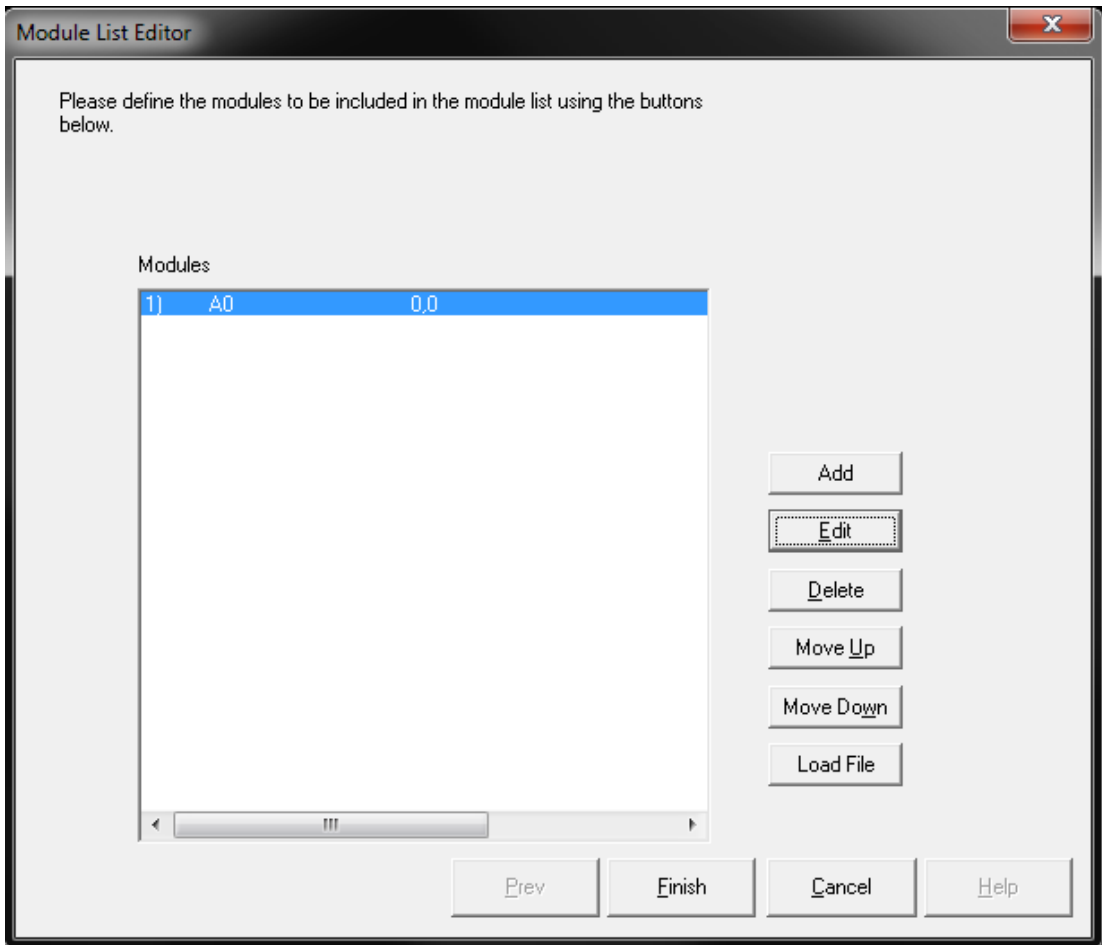 Module List Editor
Please define the modules to be included in the module list using the buttons
below.
Modules
1) A0 0,0
Add
Edit
Delete
Move Up
Move Down
Load File
Prev Finish Cancel Help